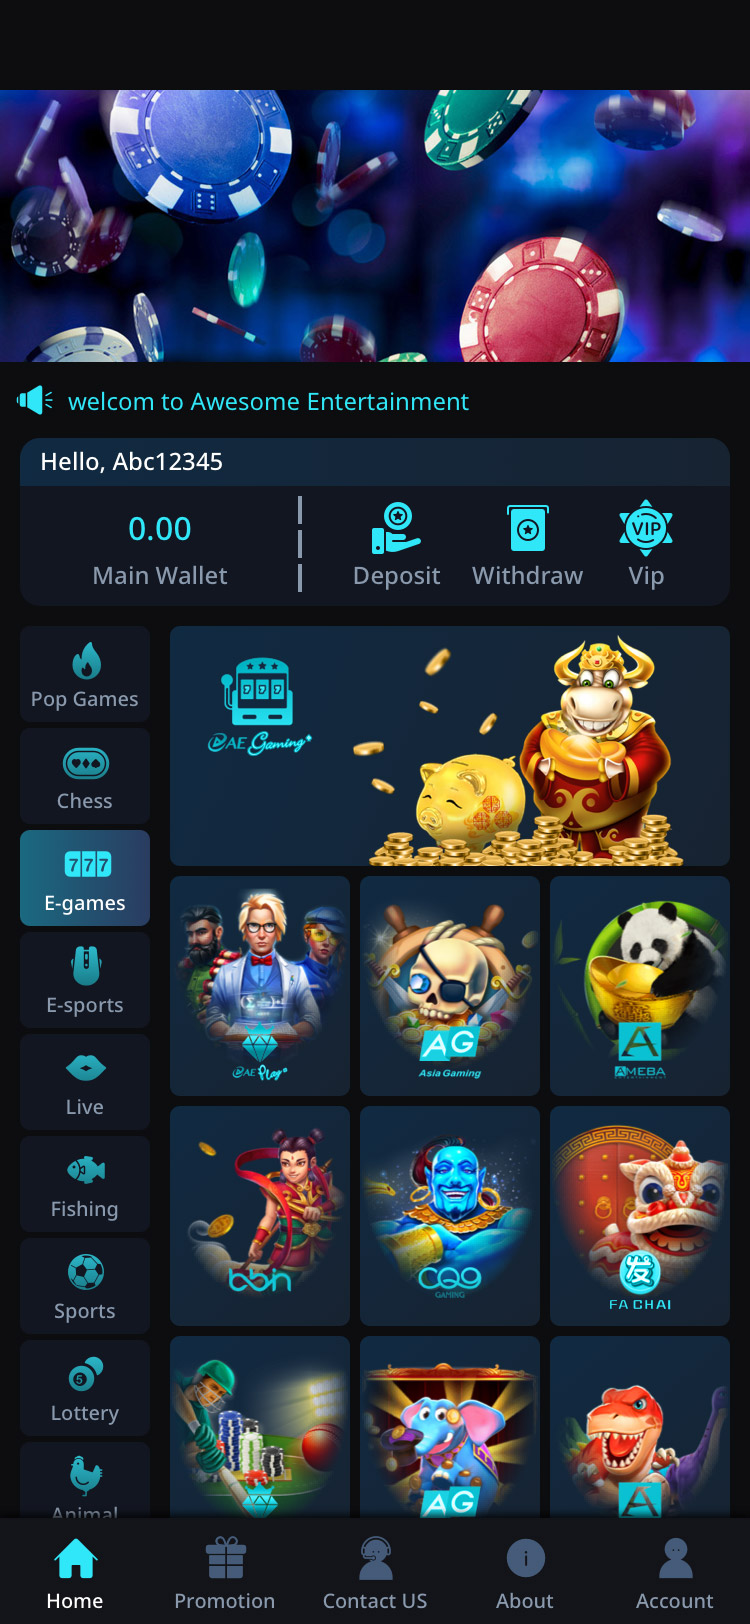 welcom to Awesome Entertainment
Hello, Abc12345
0.00
Main Wallet
Deposit
Withdraw
VIP
Vip
Pop Games
Chess
777
E-games
E-sports
Live
Fishing
Sports
5
Lottery
Animal
777
AE Gaming
AE Play
AG
Asia Gaming
A
AMEBA
ENTERTAINMENT
bbin
CQ9
GAMING
发
FA CHAI
AG
A
Home
Promotion
Contact US
About
Account